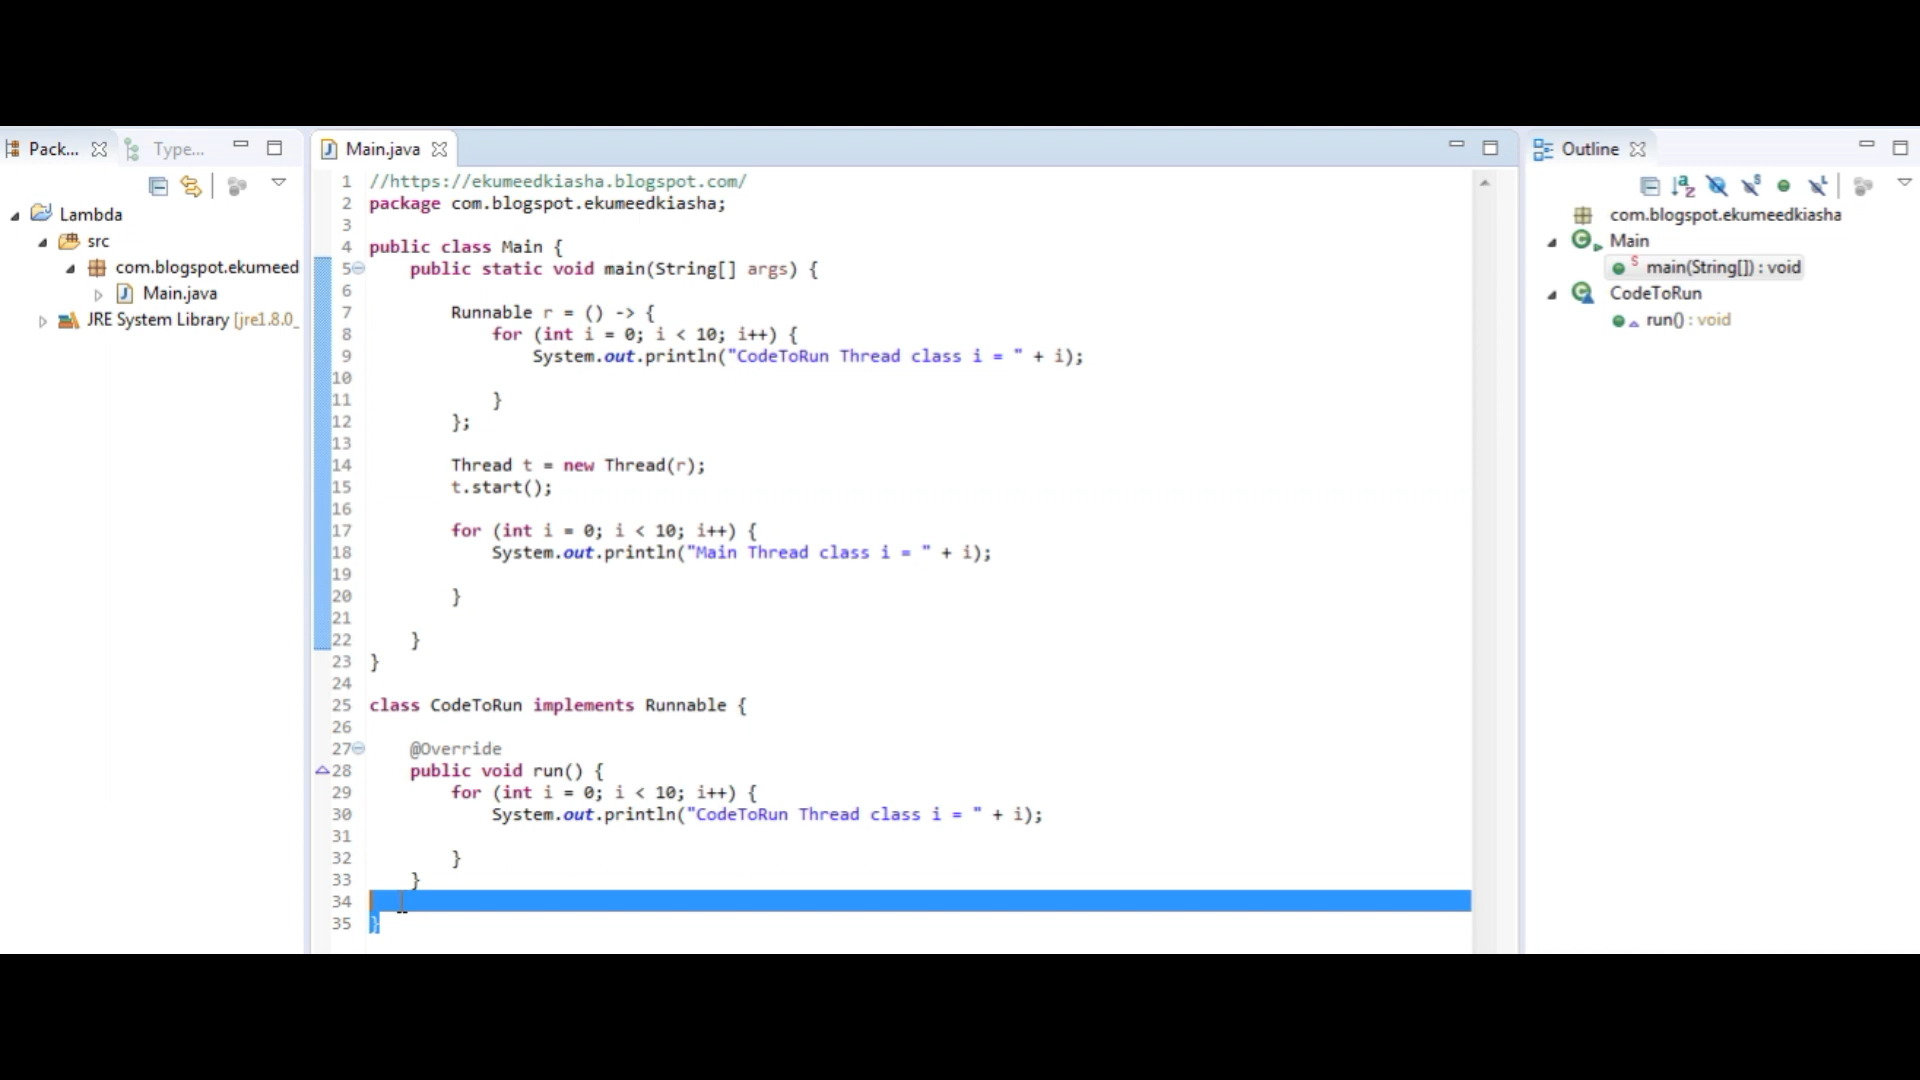 Pack...
Type...
Lambda
src
com.blogspot.ekumeed
Main.java
JRE System Library [jre1.8.0_
Main.java
1 //https://ekumeedkiasha.blogspot.com/
2 package com.blogspot.ekumeedkiasha;
3
4 public class Main {
5 public static void main(String[] args) {
6
7 Runnable r = () -> {
8 for (int i = 0; i < 10; i++) {
9 System.out.println("CodeToRun Thread class i = " + i);
10
11 }
12 };
13
14 Thread t = new Thread(r);
15 t.start();
16
17 for (int i = 0; i < 10; i++) {
18 System.out.println("Main Thread class i = " + i);
19
20 }
21
22 }
23 }
24
25 class CodeToRun implements Runnable {
26
27 @Override
28 public void run() {
29 for (int i = 0; i < 10; i++) {
30 System.out.println("CodeToRun Thread class i = " + i);
31
32 }
33 }
34
35 }
Outline
com.blogspot.ekumeedkiasha
Main
main(String[]) : void
CodeToRun
run() : void